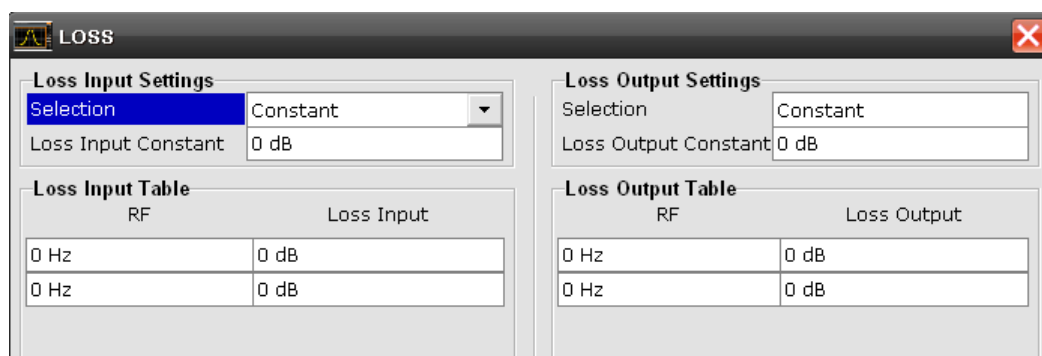 LOSS
Loss Input Settings
Selection Constant
Loss Input Constant 0 dB
Loss Input Table
RF Loss Input
0 Hz 0 dB
0 Hz 0 dB
Loss Output Settings
Selection Constant
Loss Output Constant 0 dB
Loss Output Table
RF Loss Output
0 Hz 0 dB
0 Hz 0 dB